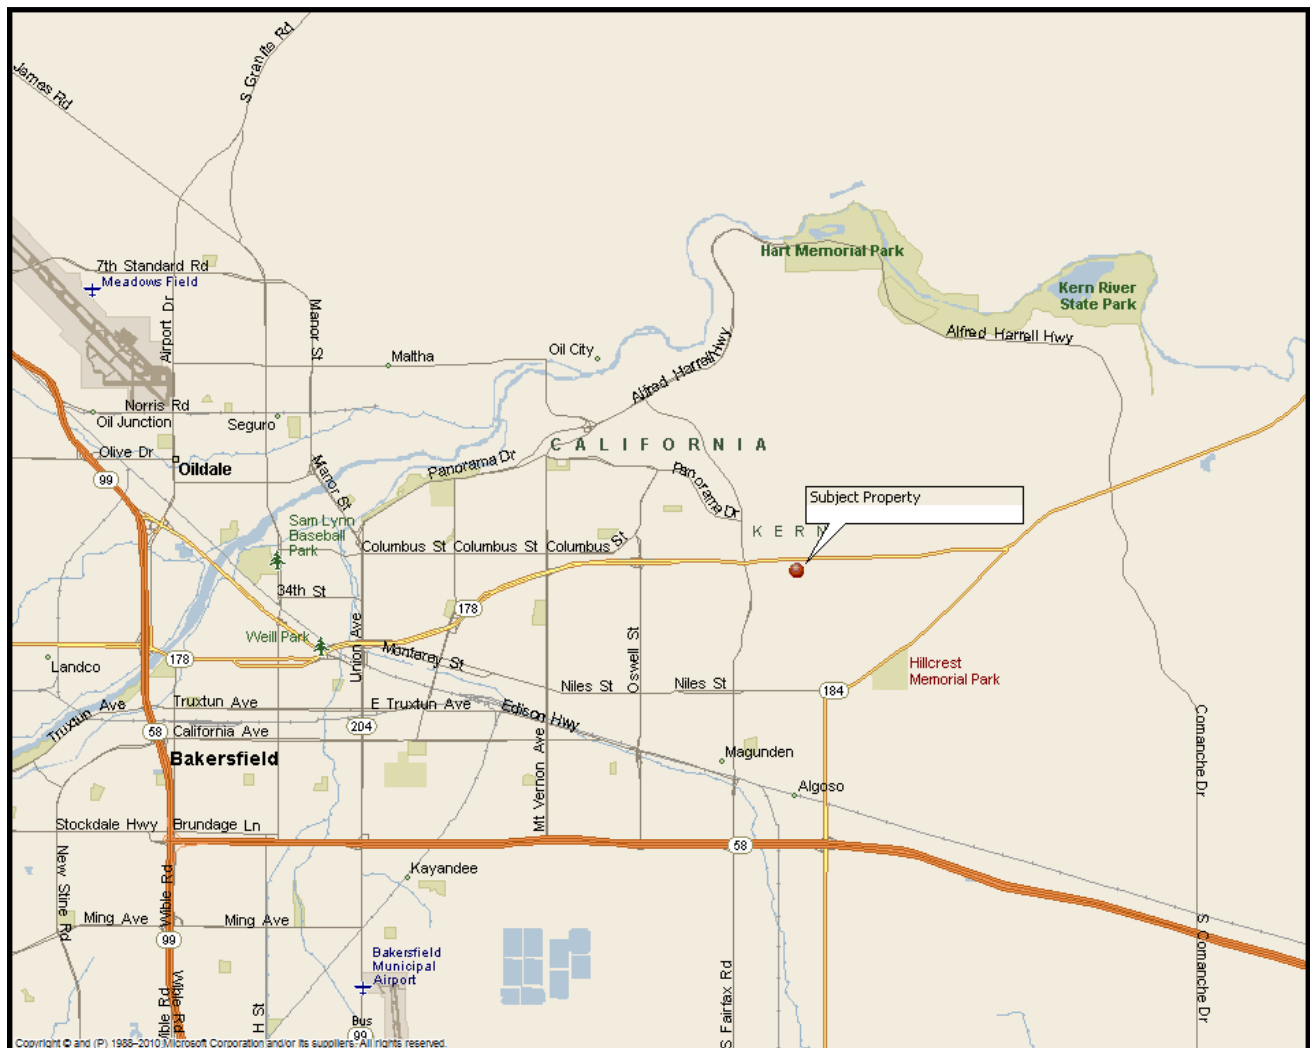 S Granite Rd
James Rd
7th Standard Rd
Meadows Field
Airport Dr
Manor St
Hart Memorial Park
Kern River
State Park
Alfred Harrell Hwy
Maltha
Oil City
Alfred Harrell Hwy
Norris Rd
Oil Junction
Seguro
CALIFORNIA
Olive Dr
Oildale
99
Manor St
Panorama Dr
Panorama Dr
Subject Property
KERN
Sam Lynn
Baseball
Park
Columbus St
Columbus St
Columbus St
34th St
178
Weill Park
Union Ave
Monterey St
Oswell St
Landco
178
Niles St
Niles St
184
Hillcrest
Memorial Park
Truxtun Ave
Truxtun Ave
E Truxtun Ave
Edison Hwy
204
58
California Ave
Bakersfield
Mt Vernon Ave
Magunden
Algoso
Comanche Dr
Stockdale Hwy
Brundage Ln
58
New Stine Rd
Wible Rd
Kayandee
Ming Ave
Ming Ave
99
S Comanche Dr
Bakersfield
Municipal
Airport
Wible Rd
Wible Rd
H St
Bus
99
S Fairfax Rd
Copyright © and (P) 1988–2010 Microsoft Corporation and/or its suppliers. All rights reserved.